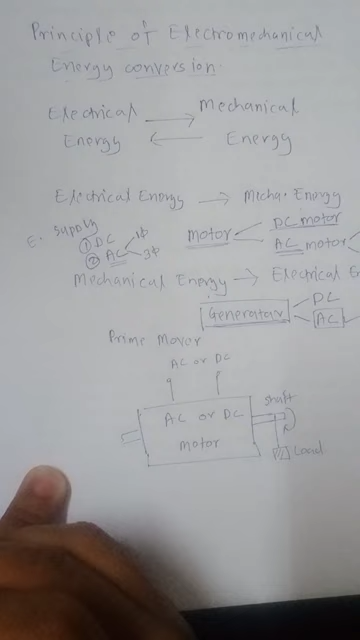 Principle of Electromechanical
Energy conversion.
Electrical → Mechanical
Energy ← Energy
Electrical Energy → Mecha. Energy
E. Supply
① DC
② AC 1Φ
3Φ
Motor DC motor
AC motor
Mechanical Energy → Electrical E
Generator DC
AC
Prime Mover
AC or DC
AC or DC
motor
shaft
Load